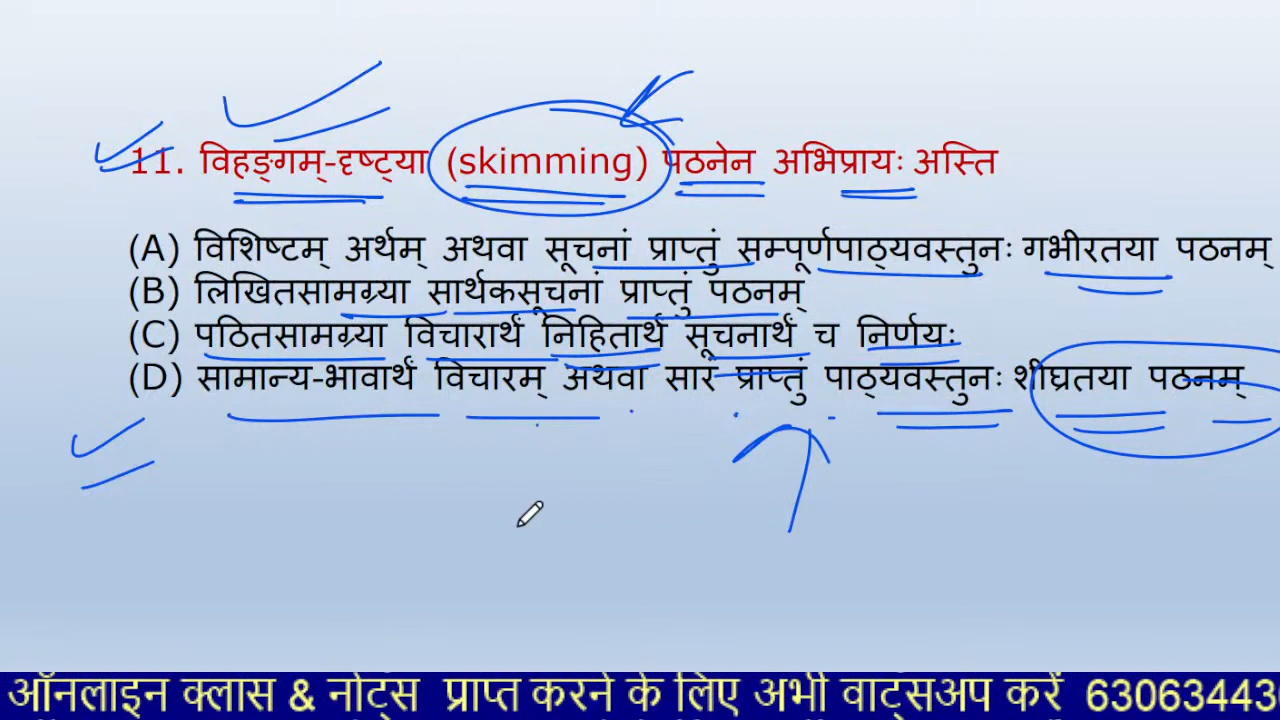 11. विहङ्गम्-दृष्ट्या (skimming) पठनेन अभिप्रायः अस्ति
(A) विशिष्टम् अर्थम् अथवा सूचनां प्राप्तुं सम्पूर्णपाठ्यवस्तुनः गभीरतया पठनम्
(B) लिखितसामग्र्या सार्थकसूचनां प्राप्तुं पठनम्
(C) पठितसामग्र्या विचारार्थं निहितार्थं सूचनार्थं च निर्णयः
(D) सामान्य-भावार्थं विचारम् अथवा सारं प्राप्तुं पाठ्यवस्तुनः शीघ्रतया पठनम्
ऑनलाइन क्लास & नोट्स प्राप्त करने के लिए अभी वाट्सअप करें 630634430